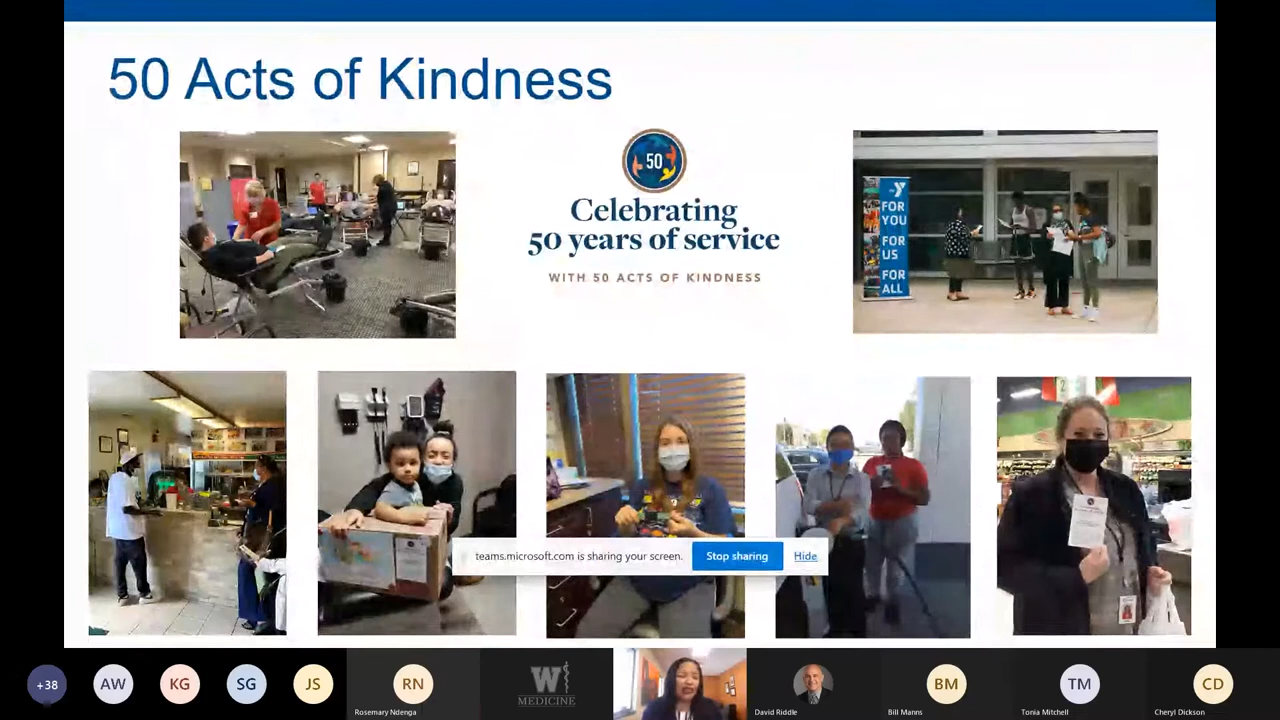 50 Acts of Kindness
50
Celebrating
50 years of service
WITH 50 ACTS OF KINDNESS
Y
FOR
YOU
FOR
US
FOR
ALL
teams.microsoft.com is sharing your screen.
Stop sharing
Hide
+38
AW
KG
SG
JS
RN
Rosemary Ndenga
W
MEDICINE
David Riddle
BM
Bill Manns
TM
Tonia Mitchell
CD
Cheryl Dickson